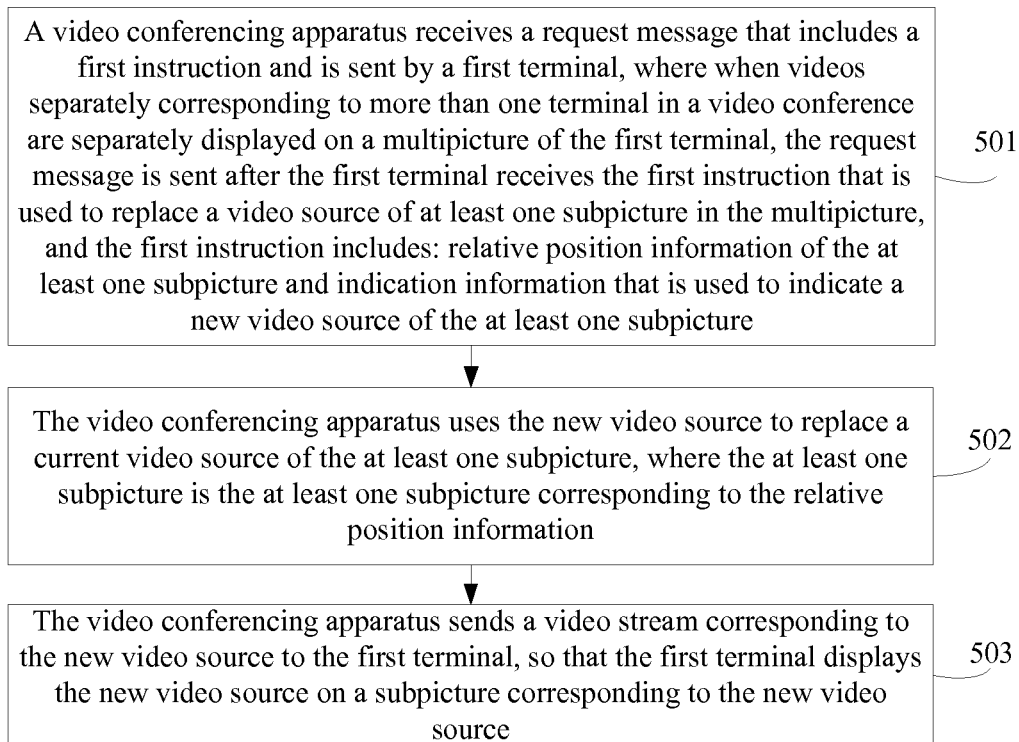 A video conferencing apparatus receives a request message that includes a
first instruction and is sent by a first terminal, where when videos
separately corresponding to more than one terminal in a video conference
are separately displayed on a multipicture of the first terminal, the request
message is sent after the first terminal receives the first instruction that is
used to replace a video source of at least one subpicture in the multipicture,
and the first instruction includes: relative position information of the at
least one subpicture and indication information that is used to indicate a
new video source of the at least one subpicture
501
The video conferencing apparatus uses the new video source to replace a
current video source of the at least one subpicture, where the at least one
subpicture is the at least one subpicture corresponding to the relative
position information
502
The video conferencing apparatus sends a video stream corresponding to
the new video source to the first terminal, so that the first terminal displays
the new video source on a subpicture corresponding to the new video
source
503